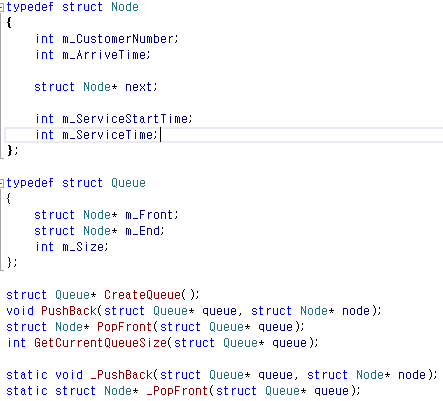 typedef struct Node
{
int m_CustomerNumber;
int m_ArriveTime;
struct Node* next;
int m_ServiceStartTime;
int m_ServiceTime;
};
typedef struct Queue
{
struct Node* m_Front;
struct Node* m_End;
int m_Size;
};
struct Queue* CreateQueue();
void PushBack(struct Queue* queue, struct Node* node);
struct Node* PopFront(struct Queue* queue);
int GetCurrentQueueSize(struct Queue* queue);
static void _PushBack(struct Queue* queue, struct Node* node);
static struct Node* _PopFront(struct Queue* queue);